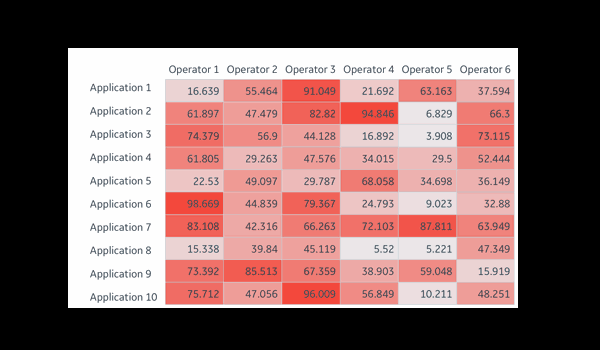 Operator 1 Operator 2 Operator 3 Operator 4 Operator 5 Operator 6
Application 1 16.639 55.464 91.049 21.692 63.163 37.594
Application 2 61.897 47.479 82.82 94.846 6.829 66.3
Application 3 74.379 56.9 44.128 16.892 3.908 73.115
Application 4 61.805 29.263 47.576 34.015 29.5 52.444
Application 5 22.53 49.097 29.787 68.058 34.698 36.149
Application 6 98.669 44.839 79.367 24.793 9.023 32.88
Application 7 83.108 42.316 66.263 72.103 87.811 63.949
Application 8 15.338 39.84 45.119 5.52 5.221 47.349
Application 9 73.392 85.513 67.359 38.903 59.048 15.919
Application 10 75.712 47.056 96.009 56.849 10.211 48.251